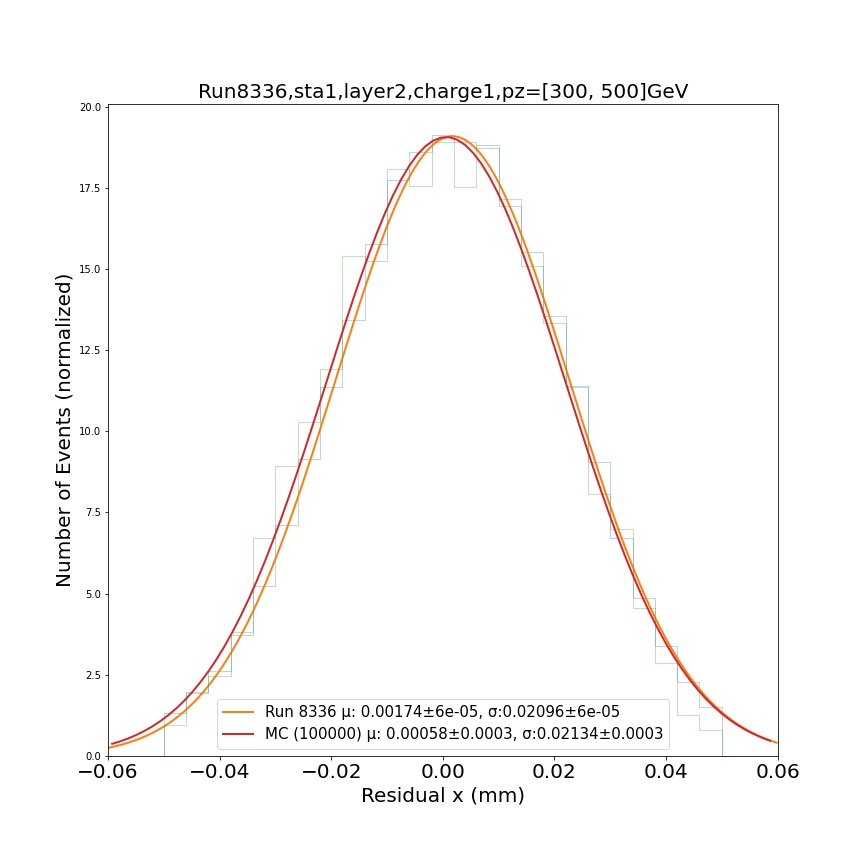 Run8336,sta1,layer2,charge1,pz=[300, 500]GeV
Number of Events (normalized)
20.0
17.5
15.0
12.5
10.0
7.5
5.0
2.5
0.0
Run 8336 μ: 0.00174±6e-05, σ:0.02096±6e-05
MC (100000) μ: 0.00058±0.0003, σ:0.02134±0.0003
−0.06 −0.04 −0.02 0.00 0.02 0.04 0.06
Residual x (mm)